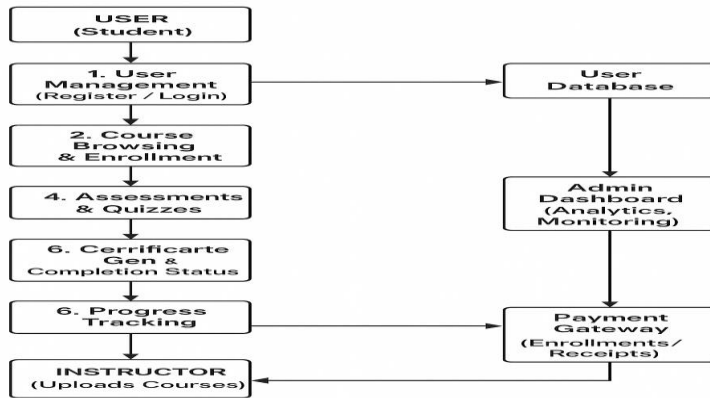 USER
(Student)
1. User
Management
(Register / Login)
2. Course
Browsing
& Enrollment
4. Assessments
& Quizzes
6. Cerrificarte
Gen &
Completion Status
6. Progress
Tracking
INSTRUCTOR
(Uploads Courses)
User
Database
Admin
Dashboard
(Analytics,
Monitoring)
Payment
Gateway
(Enrollments/
Receipts)